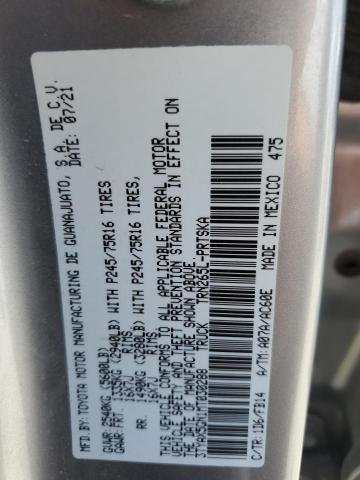 MFD. BY: TOYOTA MOTOR MANUFACTURING DE GUANAJUATO, S.A. DE C.V.
DATE: 07/21
GVWR: 2540KG (5600LB)
GAWR: FRT. 1335KG (2940LB) WITH P245/75R16 TIRES,
16X7J RIMS
RR. 1490KG (3280LB) WITH P245/75R16 TIRES,
16X7J RIMS
THIS VEHICLE CONFORMS TO ALL APPLICABLE FEDERAL MOTOR
VEHICLE SAFETY AND THEFT PREVENTION STANDARDS IN EFFECT ON
THE DATE OF MANUFACTURE SHOWN ABOVE.
3TYAX5GN1MT030288 TRUCK TRN265L-PRTSKA
C/TR: 1D6/FB14
A/TM: A07A/AC60E
MADE IN MEXICO 475